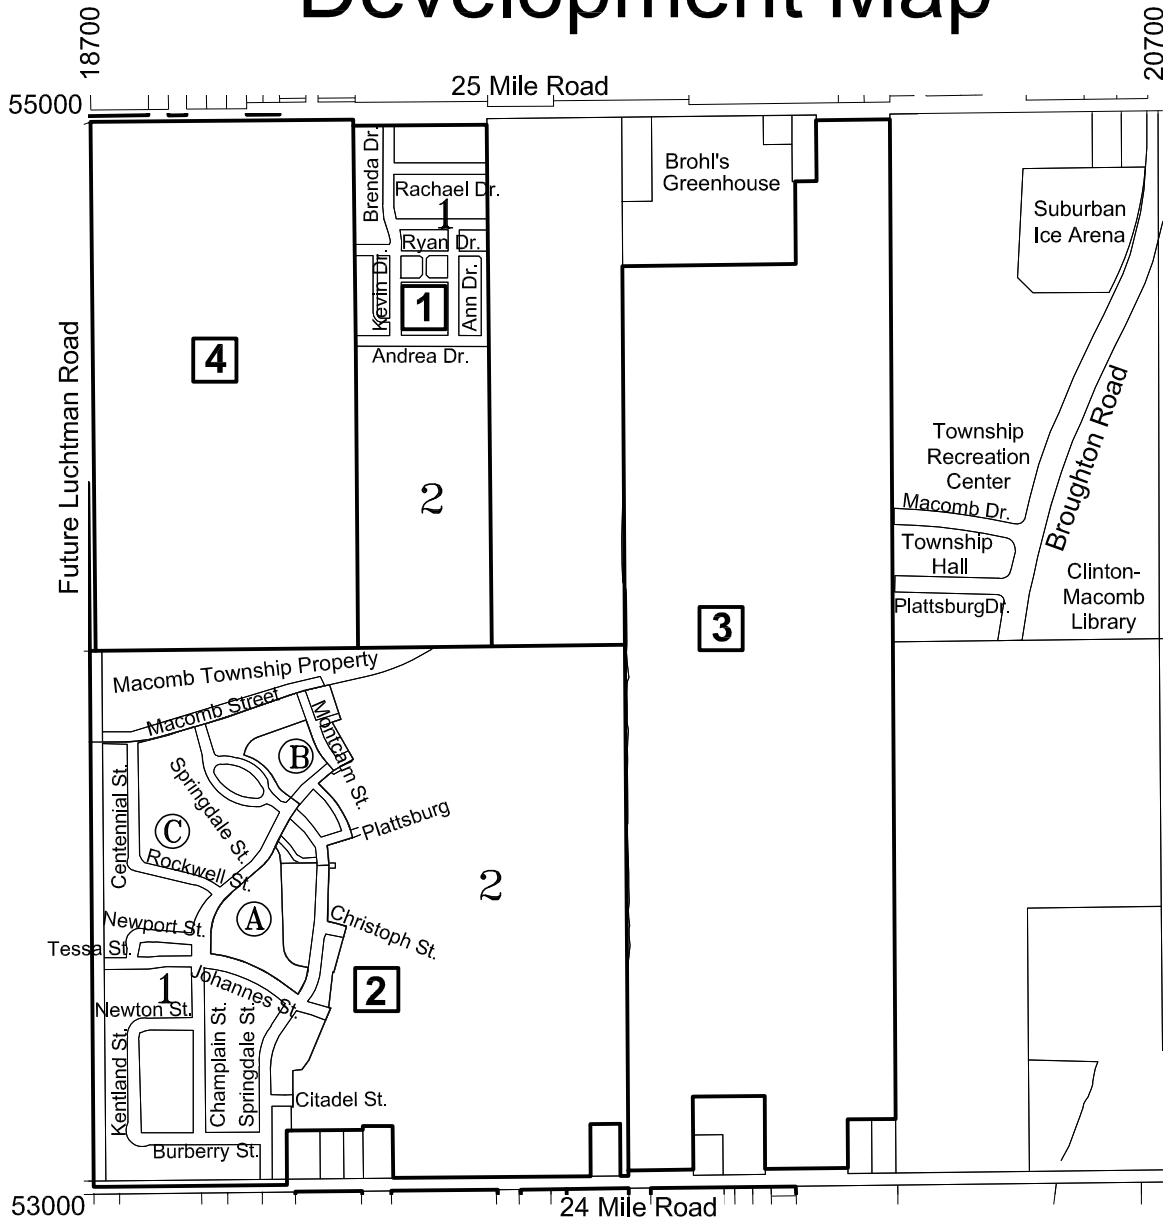 Development Map
18700
20700
25 Mile Road
55000
Brenda Dr.
Rachael Dr.
1
Ryan Dr.
Kevin Dr.
1
Ann Dr.
Andrea Dr.
Brohl's
Greenhouse
Suburban
Ice Arena
4
Future Luchtman Road
2
Township
Recreation
Center
Macomb Dr.
Broughton Road
Township
Hall
PlattsburgDr.
Clinton-
Macomb
Library
3
Macomb Township Property
Macomb Street
Montcalm St.
B
Springdale St.
Centennial St.
C
Plattsburg
Rockwell St.
2
A
Newport St.
Christoph St.
Tessa St.
Johannes St.
1
2
Newton St.
Kentland St.
Champlain St.
Springdale St.
Citadel St.
Burberry St.
53000
24 Mile Road